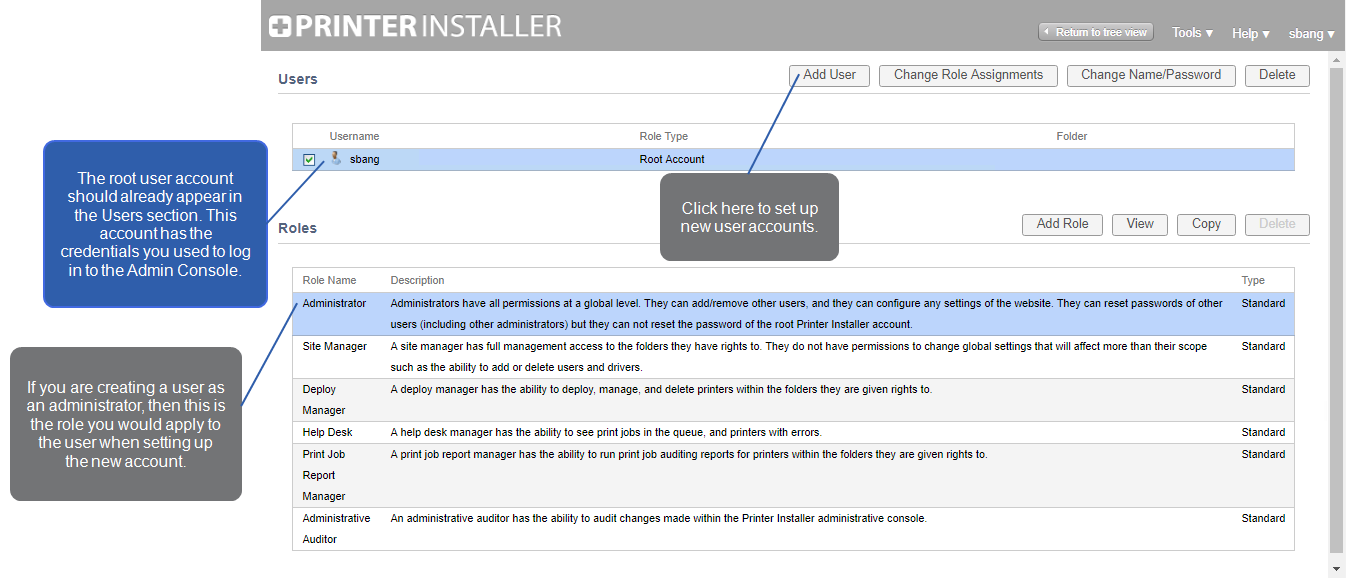 PRINTER INSTALLER
Return to tree view Tools ▾ Help ▾ sbang ▾
Users
Add User Change Role Assignments Change Name/Password Delete
Username Role Type Folder
sbang Root Account
The root user account
should already appear in
the Users section. This
account has the
credentials you used to log
in to the Admin Console.
Click here to set up
new user accounts.
Roles
Add Role View Copy Delete
Role Name Description Type
Administrator Administrators have all permissions at a global level. They can add/remove other users, and they can configure any settings of the website. They can reset passwords of other Standard
users (including other administrators) but they can not reset the password of the root Printer Installer account.
Site Manager A site manager has full management access to the folders they have rights to. They do not have permissions to change global settings that will affect more than their scope Standard
such as the ability to add or delete users and drivers.
Deploy A deploy manager has the ability to deploy, manage, and delete printers within the folders they are given rights to. Standard
Manager
Help Desk A help desk manager has the ability to see print jobs in the queue, and printers with errors. Standard
Print Job A print job report manager has the ability to run print job auditing reports for printers within the folders they are given rights to. Standard
Report
Manager
Administrative An administrative auditor has the ability to audit changes made within the Printer Installer administrative console. Standard
Auditor
If you are creating a user as
an administrator, then this is
the role you would apply to
the user when setting up
the new account.